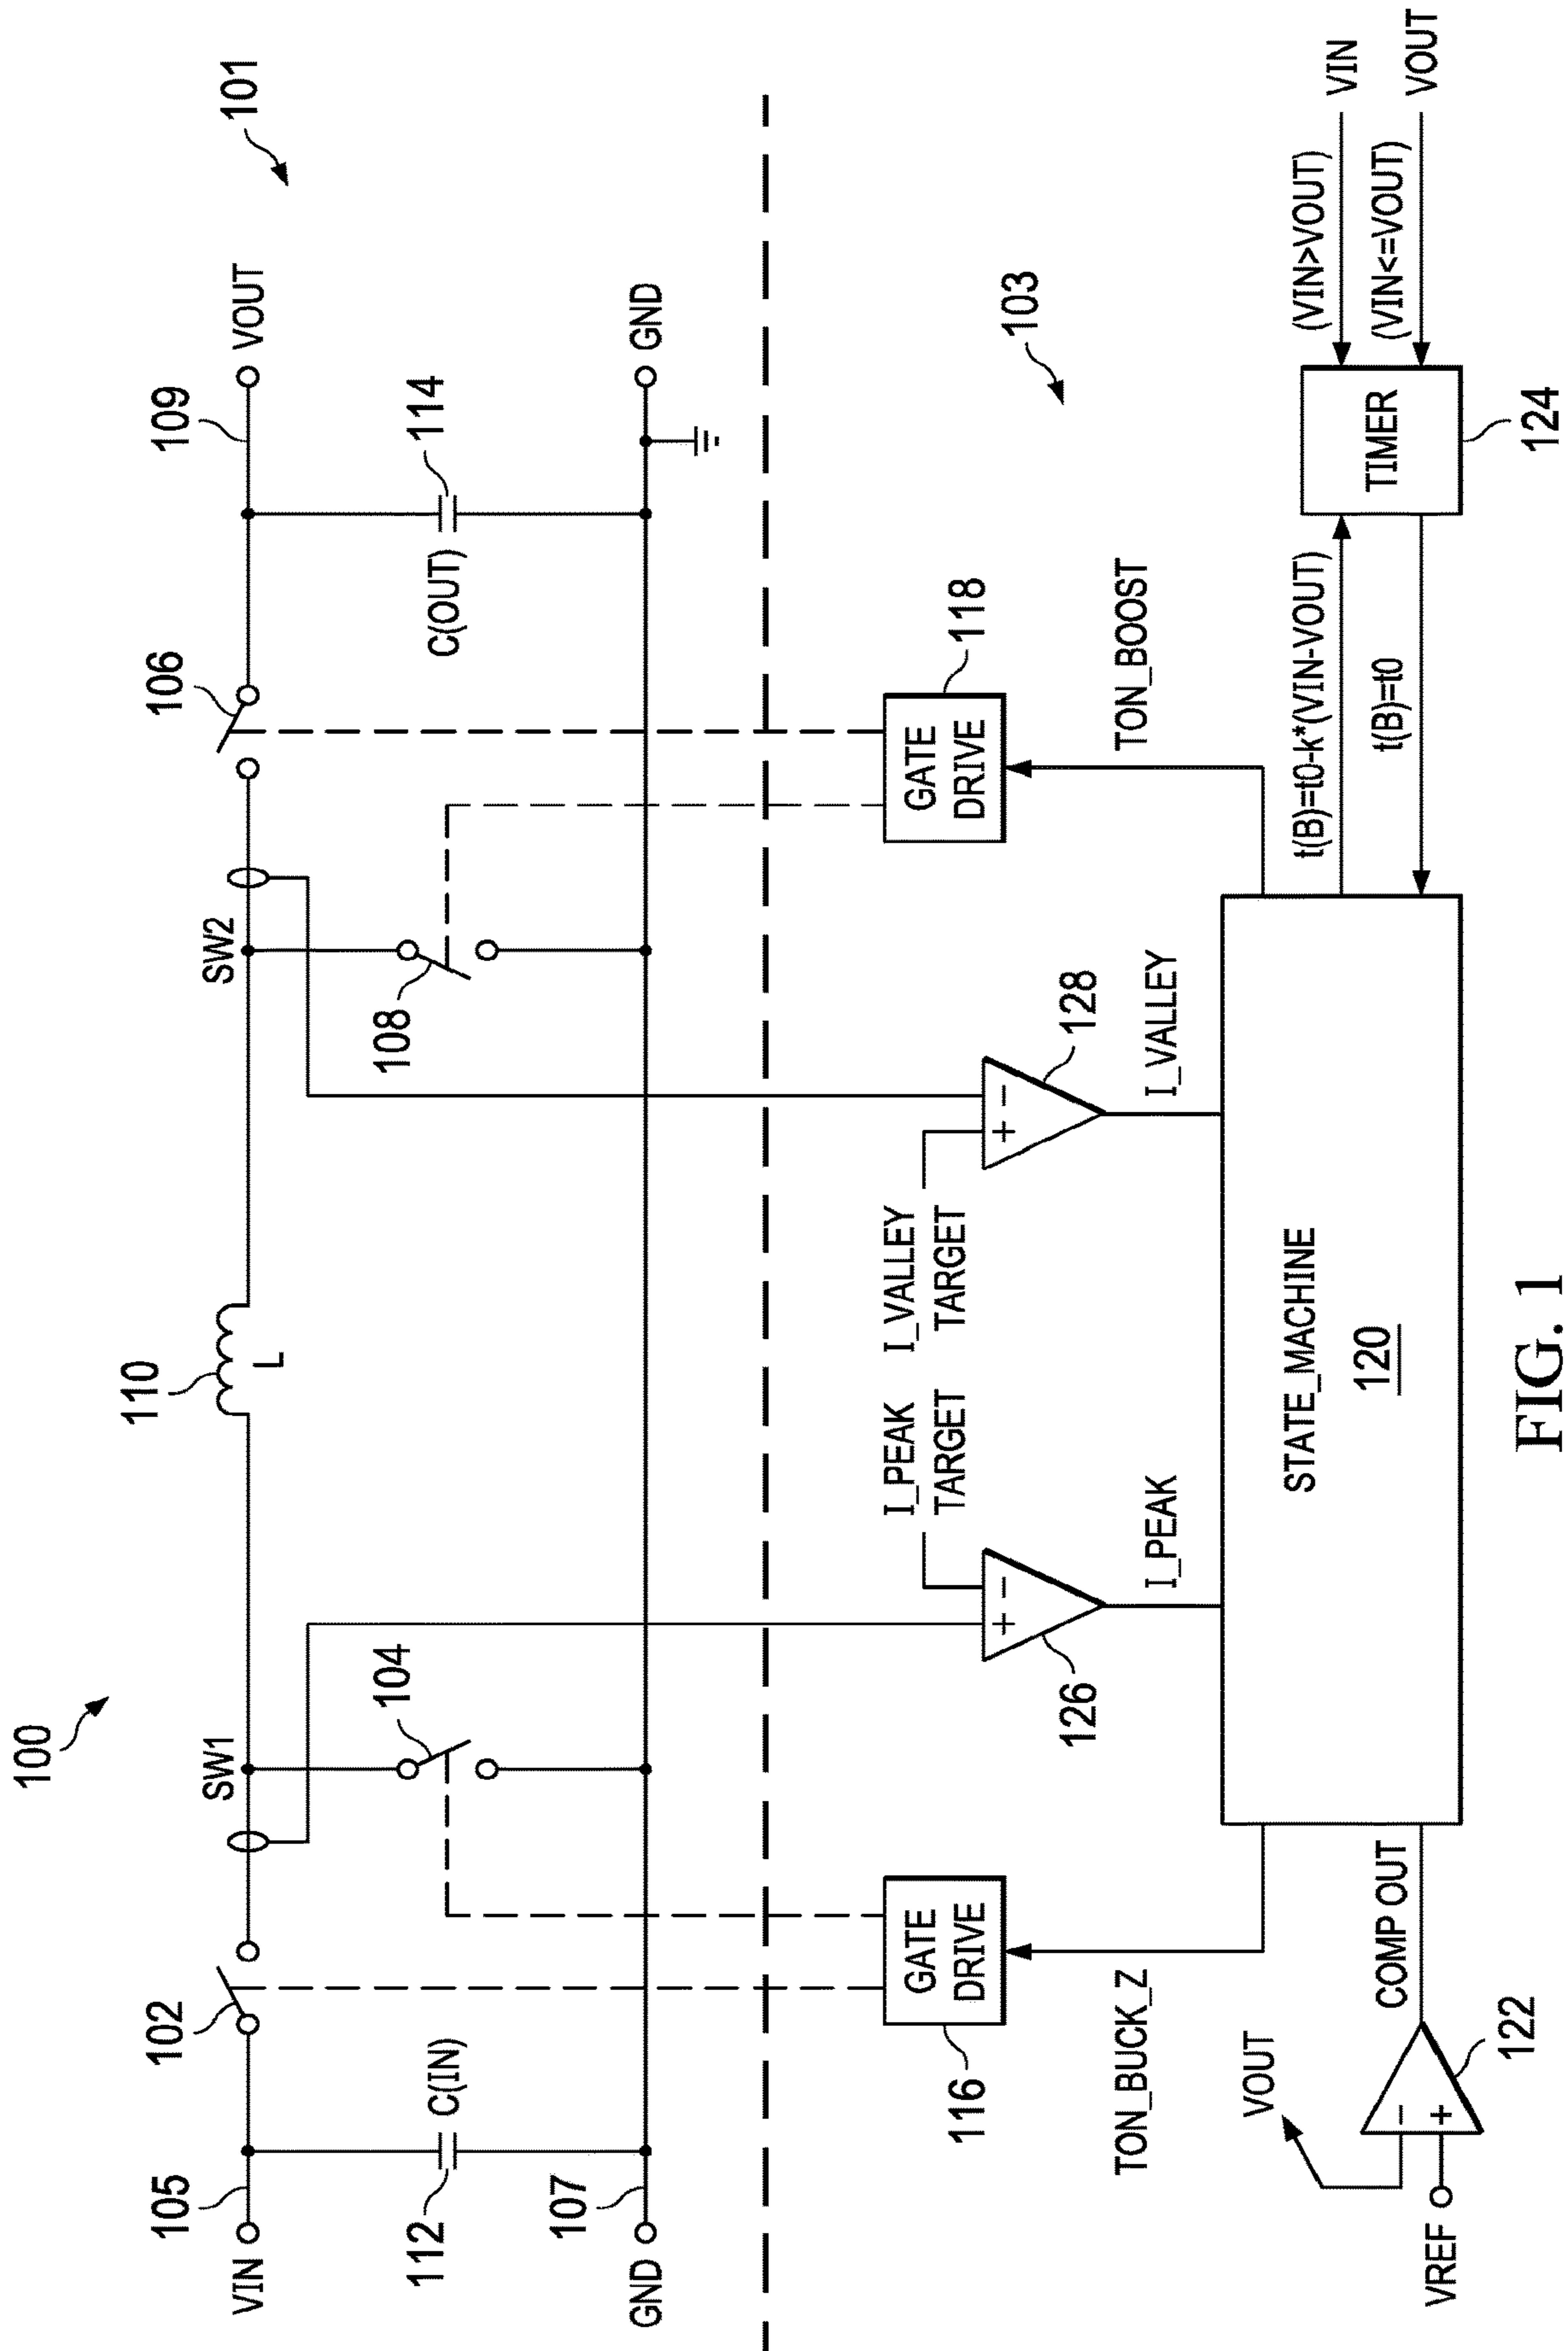 100
101
105
102
SW1
110
L
SW2
106
109
VIN
VOUT
112
C(IN)
104
108
C(OUT)
114
107
GND
GND
103
116
GATE
DRIVE
I_PEAK
TARGET
I_VALLEY
TARGET
GATE
DRIVE
118
126
128
TON_BUCK_Z
I_PEAK
I_VALLEY
TON_BOOST
VOUT
VREF
-
+
+
-
+
-
122
COMP OUT
STATE_MACHINE
120
t(B)=t0-k*(VIN-VOUT)
t(B)=t0
TIMER
124
(VIN>VOUT)
VIN
(VIN<=VOUT)
VOUT
FIG. 1